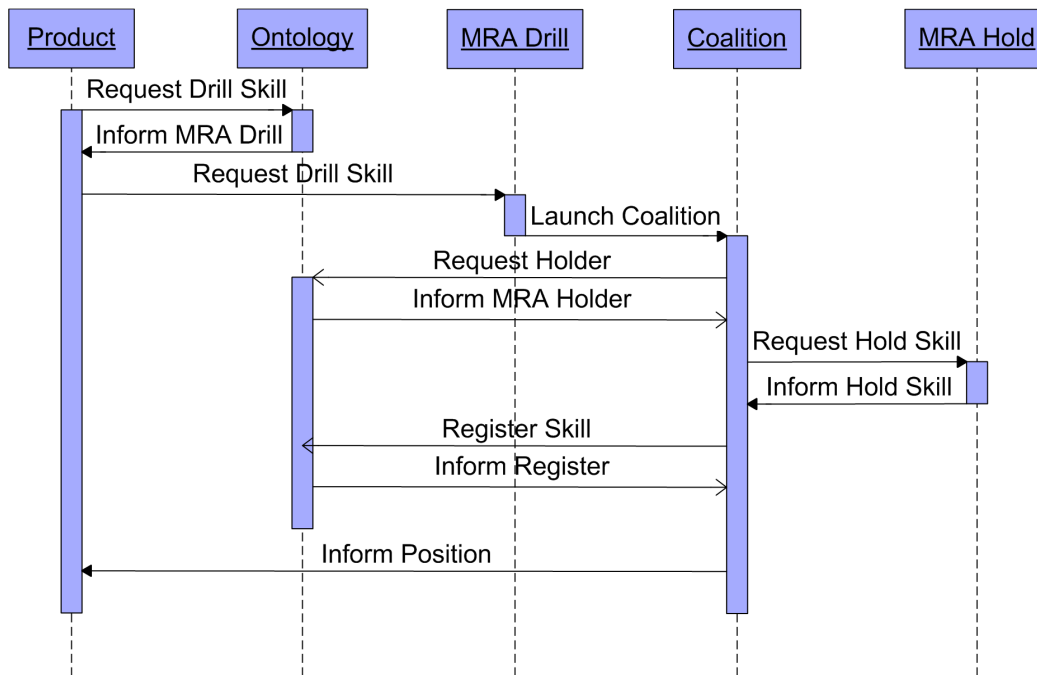 Product
Ontology
MRA Drill
Coalition
MRA Hold
Request Drill Skill
Inform MRA Drill
Request Drill Skill
Launch Coalition
Request Holder
Inform MRA Holder
Request Hold Skill
Inform Hold Skill
Register Skill
Inform Register
Inform Position